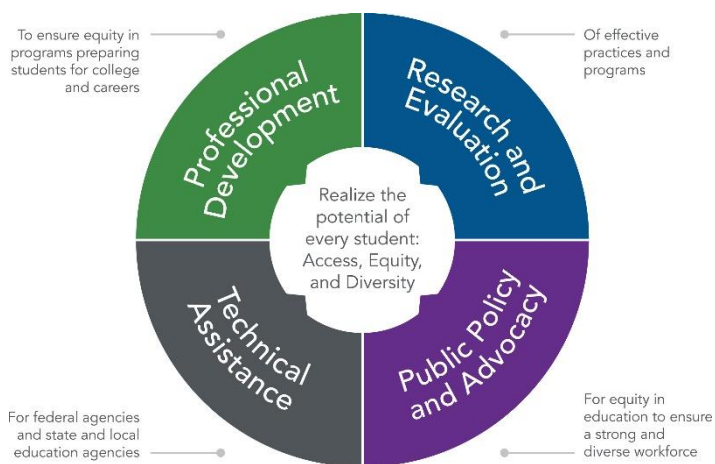 To ensure equity in
programs preparing
students for college
and careers
Professional
Development
Of effective
practices and
programs
Research and
Evaluation
Realize the
potential of
every student:
Access, Equity,
and Diversity
Technical
Assistance
For federal agencies
and state and local
education agencies
Public Policy
and Advocacy
For equity in
education to ensure
a strong and
diverse workforce